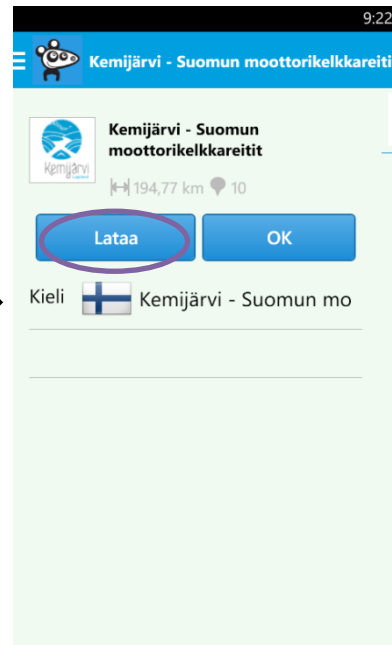 9:22
Kemijärvi - Suomun moottorikelkkareiti
Kemijärvi - Suomun
moottorikelkkareitit
Kemijärvi
194,77 km 10
Lataa OK
Kieli Kemijärvi - Suomun mo